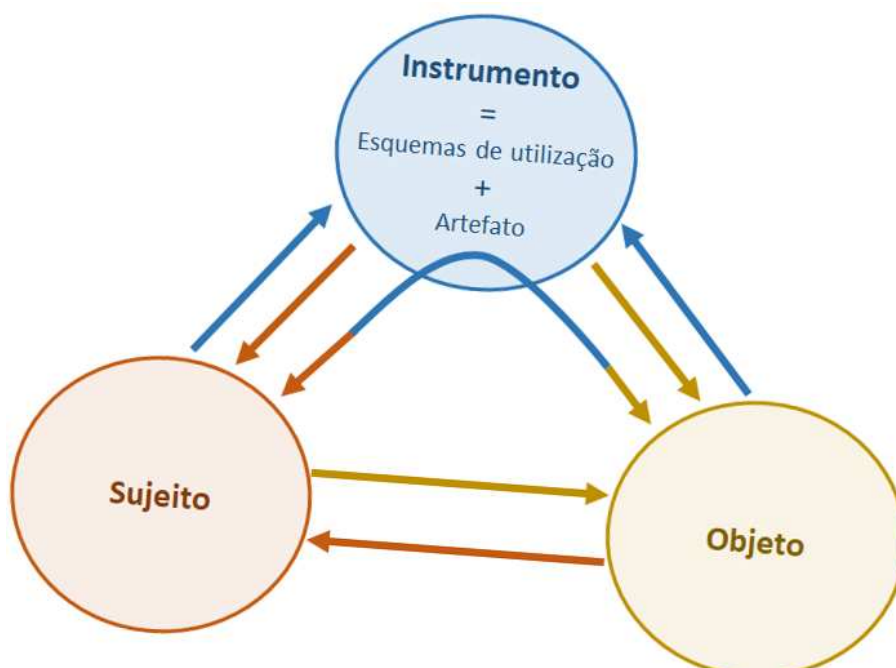 Instrumento
=
Esquemas de utilização
+
Artefato
Sujeito
Objeto